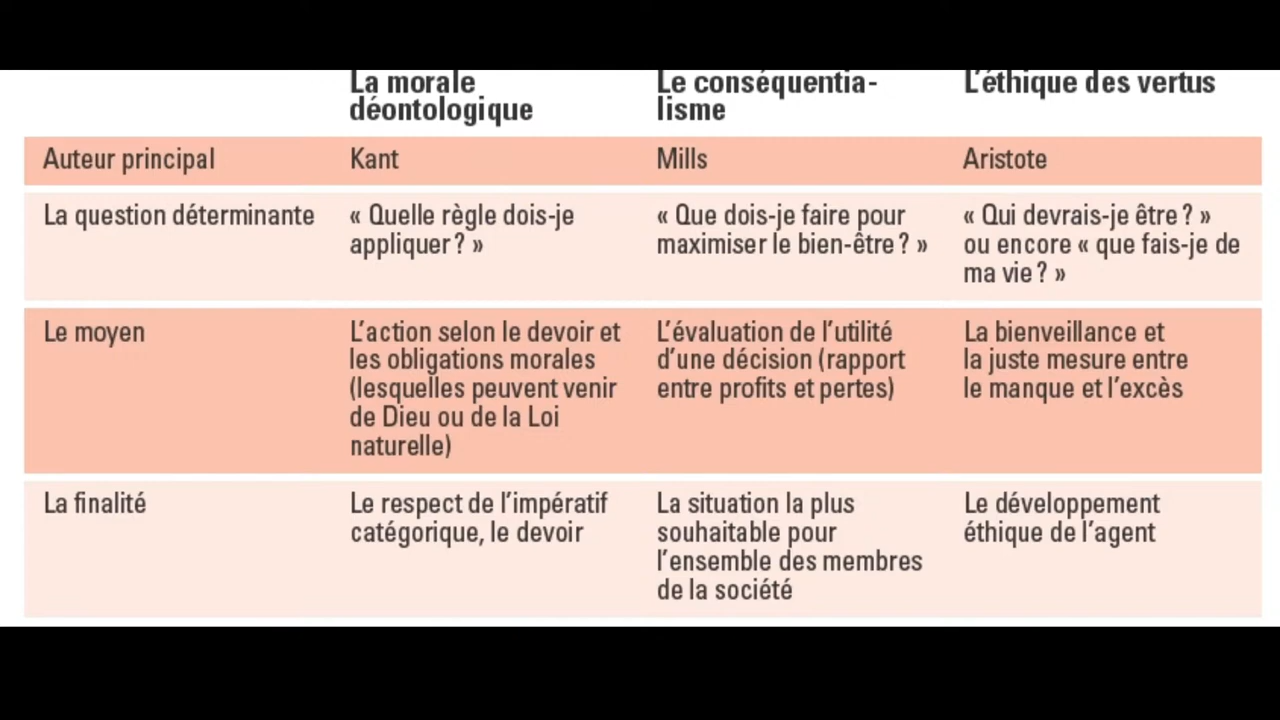 La morale
déontologique
Le conséquentia-
lisme
L'éthique des vertus
Auteur principal
Kant
Mills
Aristote
La question déterminante
« Quelle règle dois-je
appliquer ? »
« Que dois-je faire pour
maximiser le bien-être ? »
« Qui devrais-je être ? »
ou encore « que fais-je de
ma vie ? »
Le moyen
L'action selon le devoir et
les obligations morales
(lesquelles peuvent venir
de Dieu ou de la Loi
naturelle)
L'évaluation de l'utilité
d'une décision (rapport
entre profits et pertes)
La bienveillance et
la juste mesure entre
le manque et l'excès
La finalité
Le respect de l'impératif
catégorique, le devoir
La situation la plus
souhaitable pour
l'ensemble des membres
de la société
Le développement
éthique de l'agent